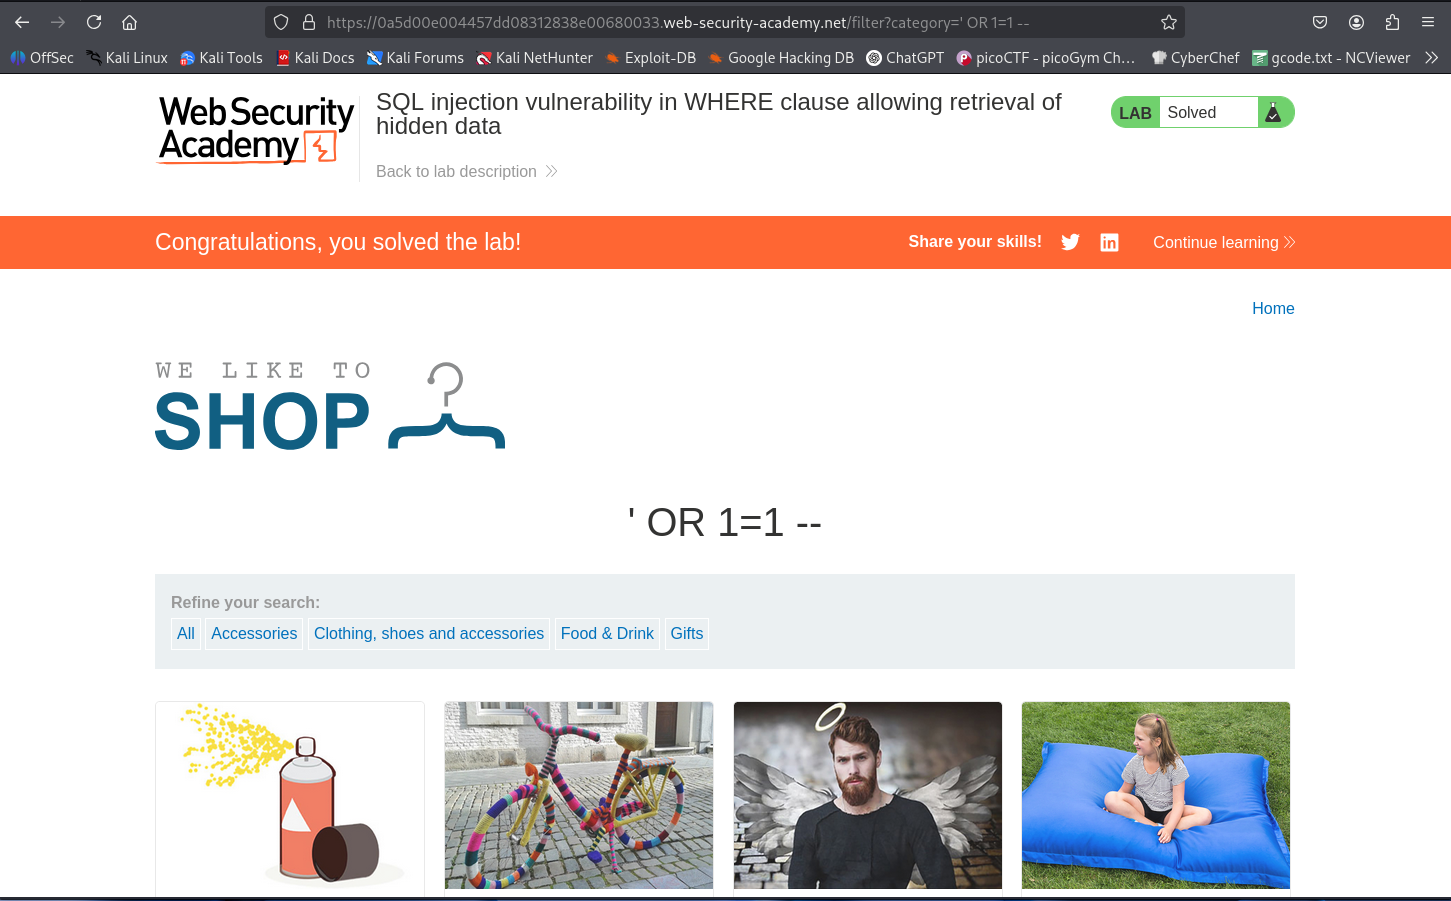 https://0a5d00e004457dd08312838e00680033.web-security-academy.net/filter?category=' OR 1=1 --
OffSec Kali Linux Kali Tools Kali Docs Kali Forums Kali NetHunter Exploit-DB Google Hacking DB ChatGPT picoCTF - picoGym Ch… CyberChef gcode.txt - NCViewer
Web Security
Academy
SQL injection vulnerability in WHERE clause allowing retrieval of
hidden data
Back to lab description
LAB Solved
Congratulations, you solved the lab!
Share your skills!
Continue learning
Home
WE LIKE TO
SHOP
' OR 1=1 --
Refine your search:
All Accessories Clothing, shoes and accessories Food & Drink Gifts